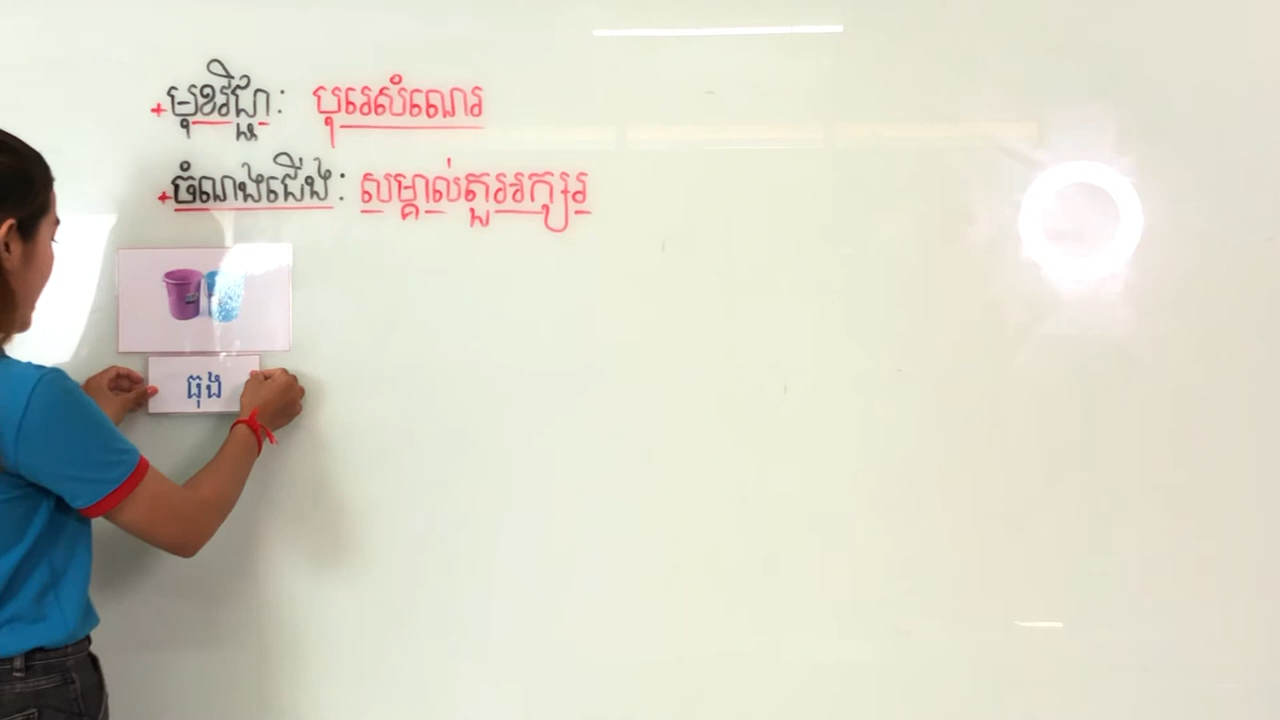 +មុខវិជ្ជា: បុរេសំណេរ
+ចំណងជើង: សម្គាល់តួរអក្សរ
ធុង